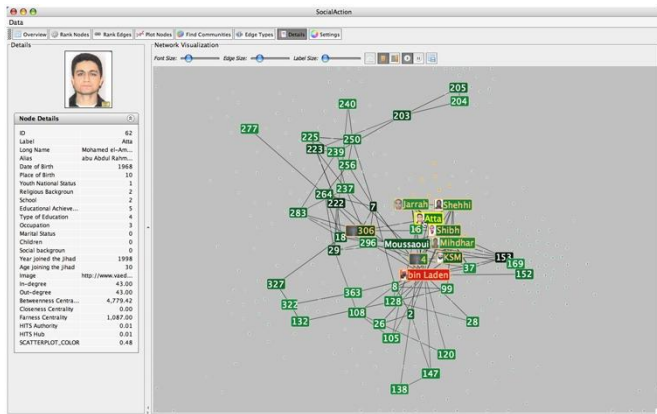 SocialAction
Data
Overview Rank Nodes Rank Edges Plot Nodes Find Communities Edge Types Details Settings
Details
Node Details
ID 62
Label Atta
Long Name Mohamed el-Am...
Alias abu Abdul Rahm...
Date of Birth 1968
Place of Birth 10
Youth National Status 1
Religious Backgroun 2
School 2
Educational Achieve... 5
Type of Education 4
Occupation 3
Marital Status 0
Children 0
Social backgroun 0
Year joined the Jihad 1998
Age joining the Jihad 30
Image http://www.vaed...
In-degree 43.00
Out-degree 43.00
Betweenness Centra... 4,779.42
Closeness Centrality 0.00
Farness Centrality 1,087.00
HITS Authority 0.01
HITS Hub 0.01
SCATTERPLOT_COLOR 0.48
Network Visualization
Font Size: Edge Size: Label Size:
205
240 204
203
277
225 250
223 239
256
264 237
222 7 Jarrah Shehhi
283 Atta
306 16 Shibh
18 296 Moussaoui Mihdhar
29 4 KSM 153
37 169
bin Laden 152
327 8 99
363
322 128
108 2
132 26 28
105
120
147
138